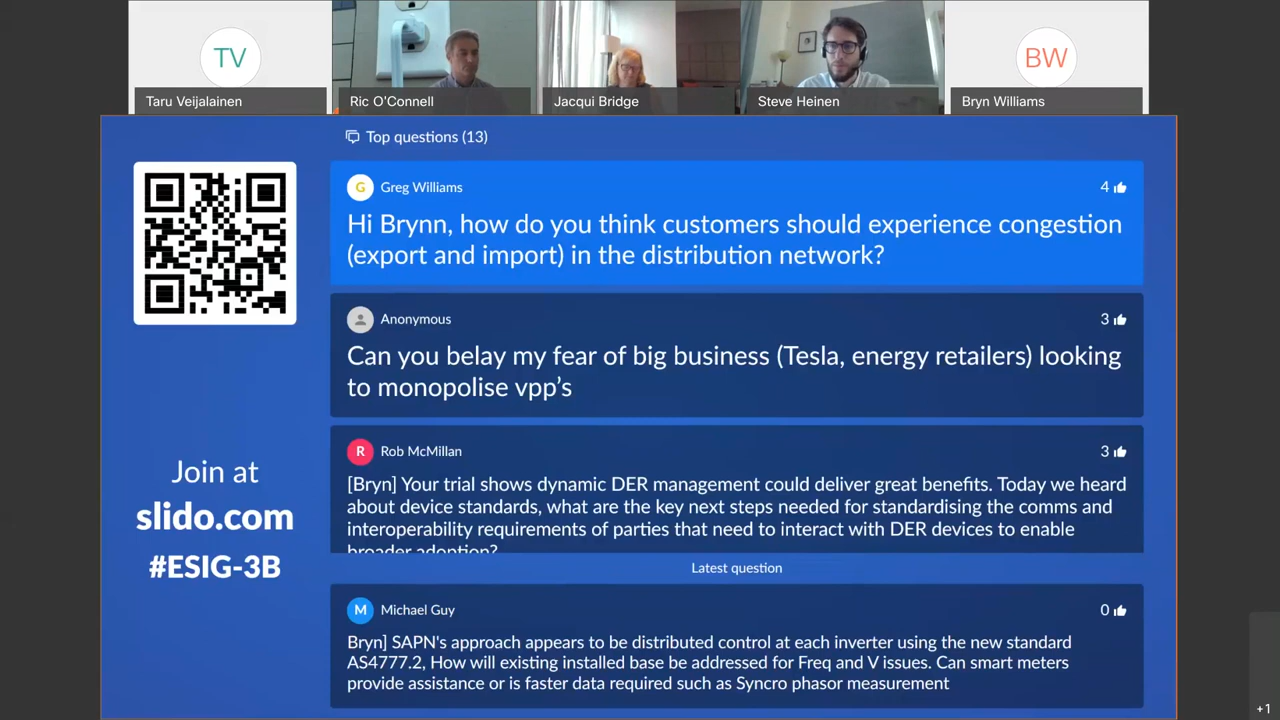 TV
BW
Taru Veijalainen
Ric O'Connell
Jacqui Bridge
Steve Heinen
Bryn Williams
Top questions (13)
G
Greg Williams
4
Hi Brynn, how do you think customers should experience congestion
(export and import) in the distribution network?
Anonymous
3
Can you belay my fear of big business (Tesla, energy retailers) looking
to monopolise vpp's
R
Rob McMillan
3
[Bryn] Your trial shows dynamic DER management could deliver great benefits. Today we heard
about device standards, what are the key next steps needed for standardising the comms and
interoperability requirements of parties that need to interact with DER devices to enable
broader adoption?
Join at
slido.com
#ESIG-3B
Latest question
M
Michael Guy
0
Bryn] SAPN's approach appears to be distributed control at each inverter using the new standard
AS4777.2, How will existing installed base be addressed for Freq and V issues. Can smart meters
provide assistance or is faster data required such as Syncro phasor measurement
+1